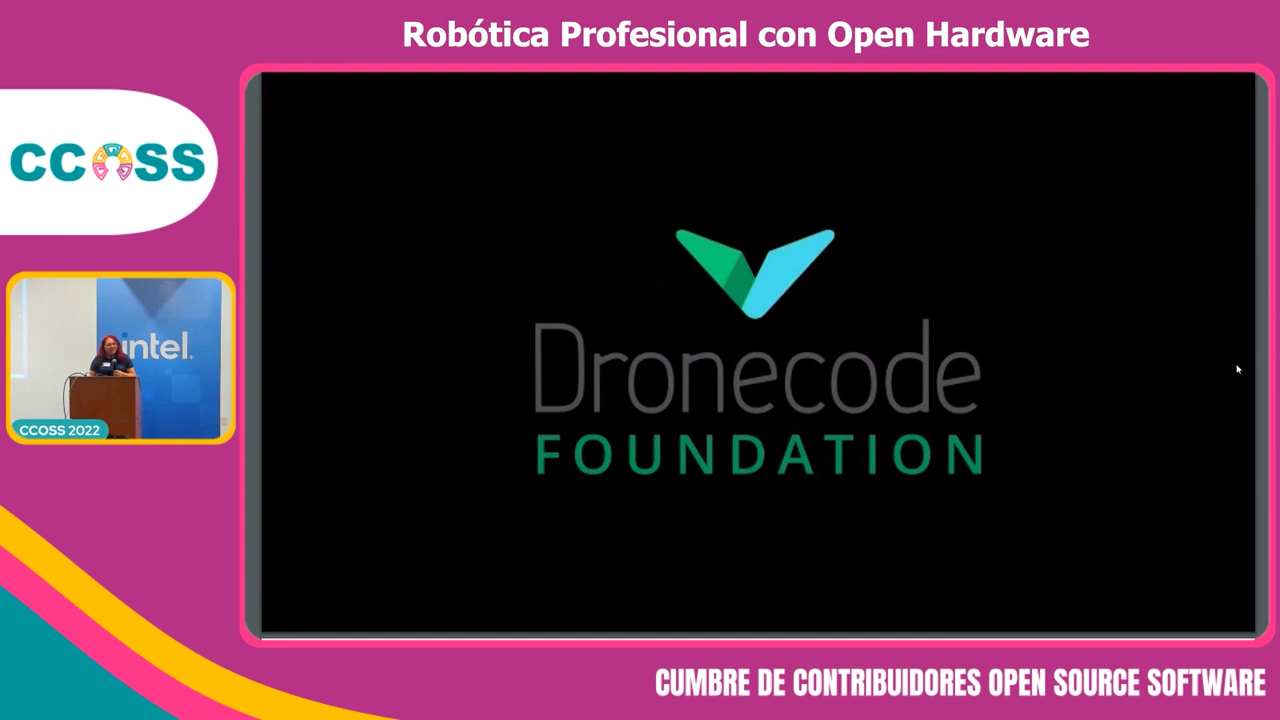 Robótica Profesional con Open Hardware
CCOSS
intel.
CCOSS 2022
Dronecode
FOUNDATION
CUMBRE DE CONTRIBUIDORES OPEN SOURCE SOFTWARE